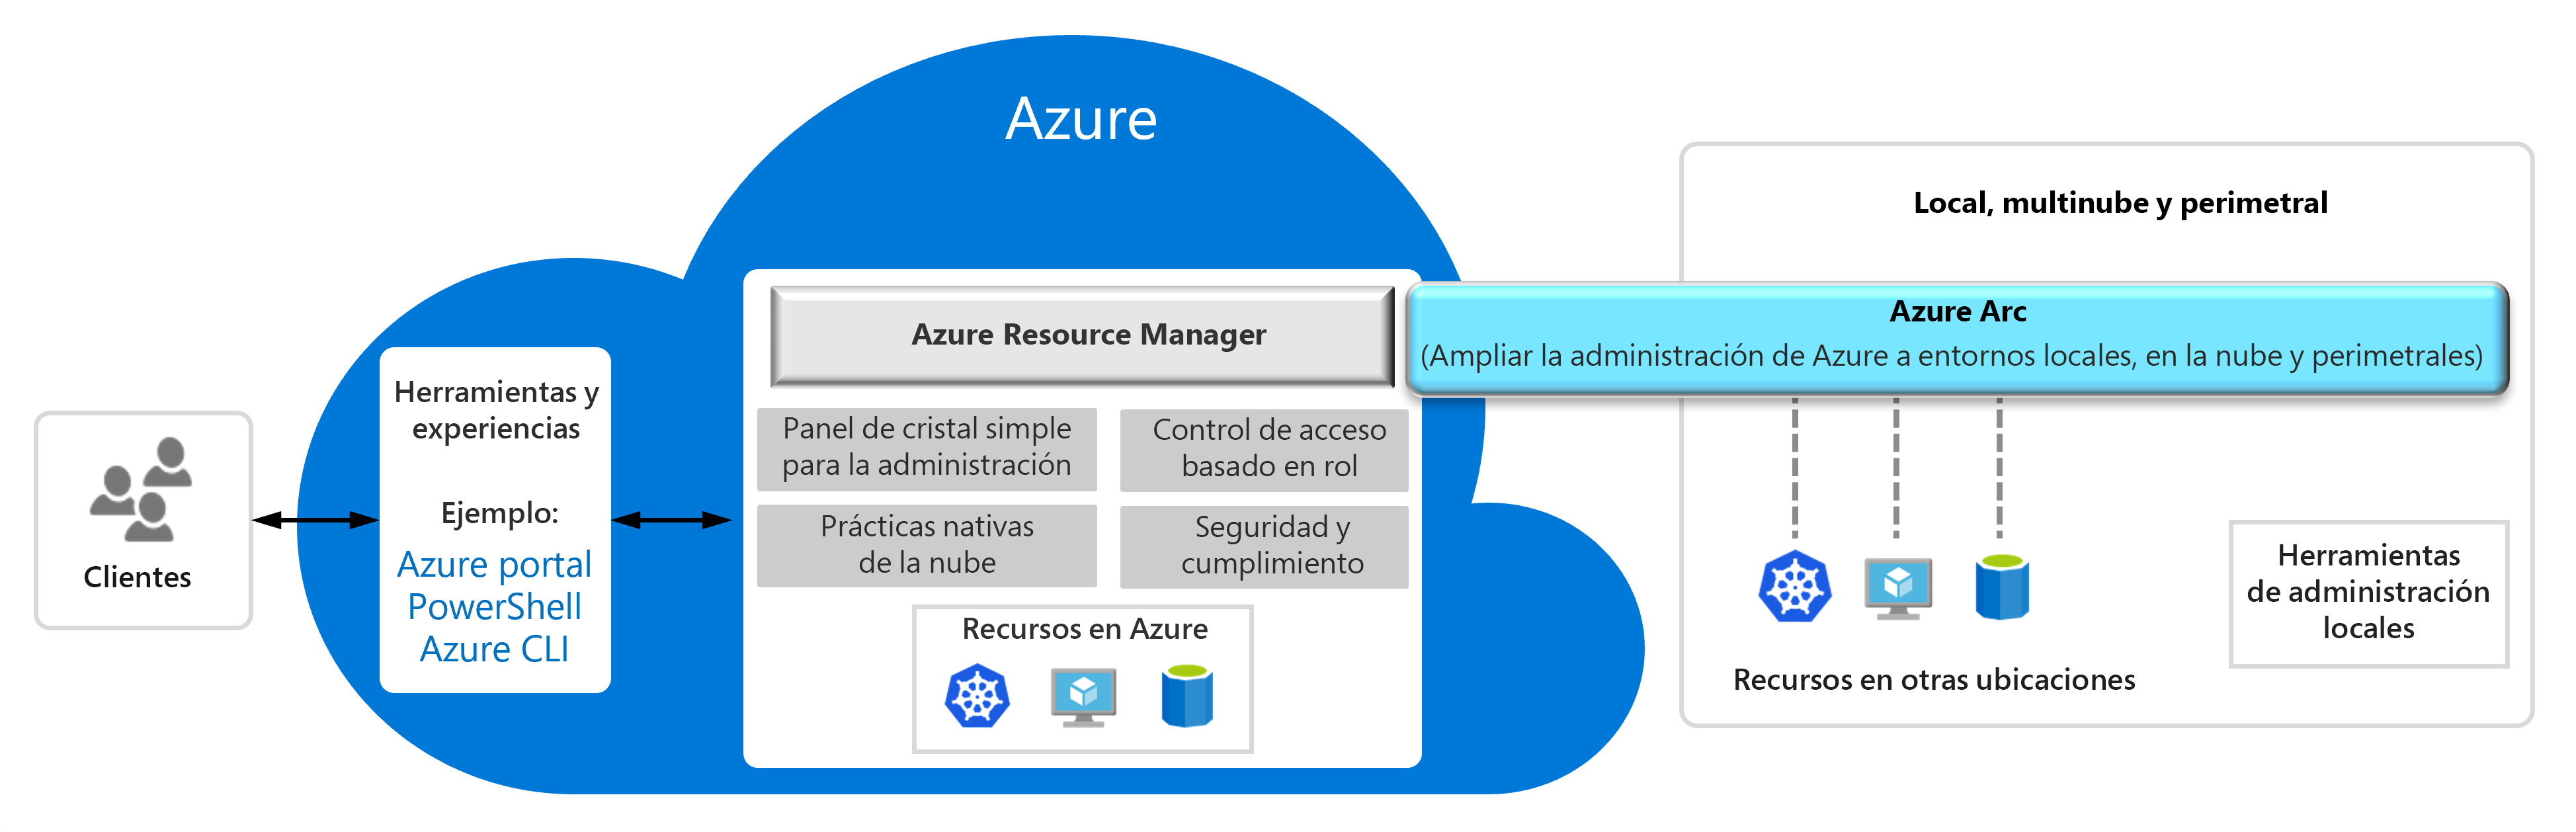 Azure
Clientes
Herramientas y
experiencias
Ejemplo:
Azure portal
PowerShell
Azure CLI
Azure Resource Manager
Panel de cristal simple
para la administración
Control de acceso
basado en rol
Prácticas nativas
de la nube
Seguridad y
cumplimiento
Recursos en Azure
Local, multinube y perimetral
Azure Arc
(Ampliar la administración de Azure a entornos locales, en la nube y perimetrales)
Recursos en otras ubicaciones
Herramientas
de administración
locales